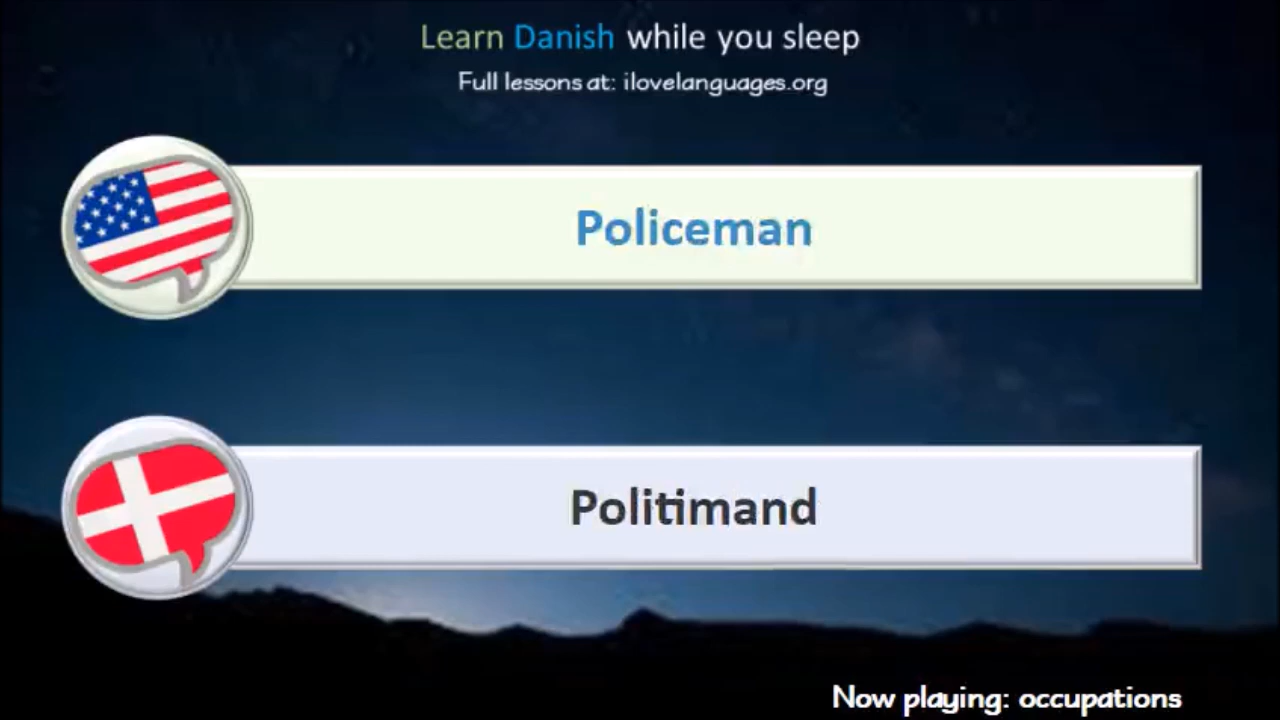 Learn Danish while you sleep
Full lessons at: ilovelanguages.org
Policeman
Politimand
Now playing: occupations